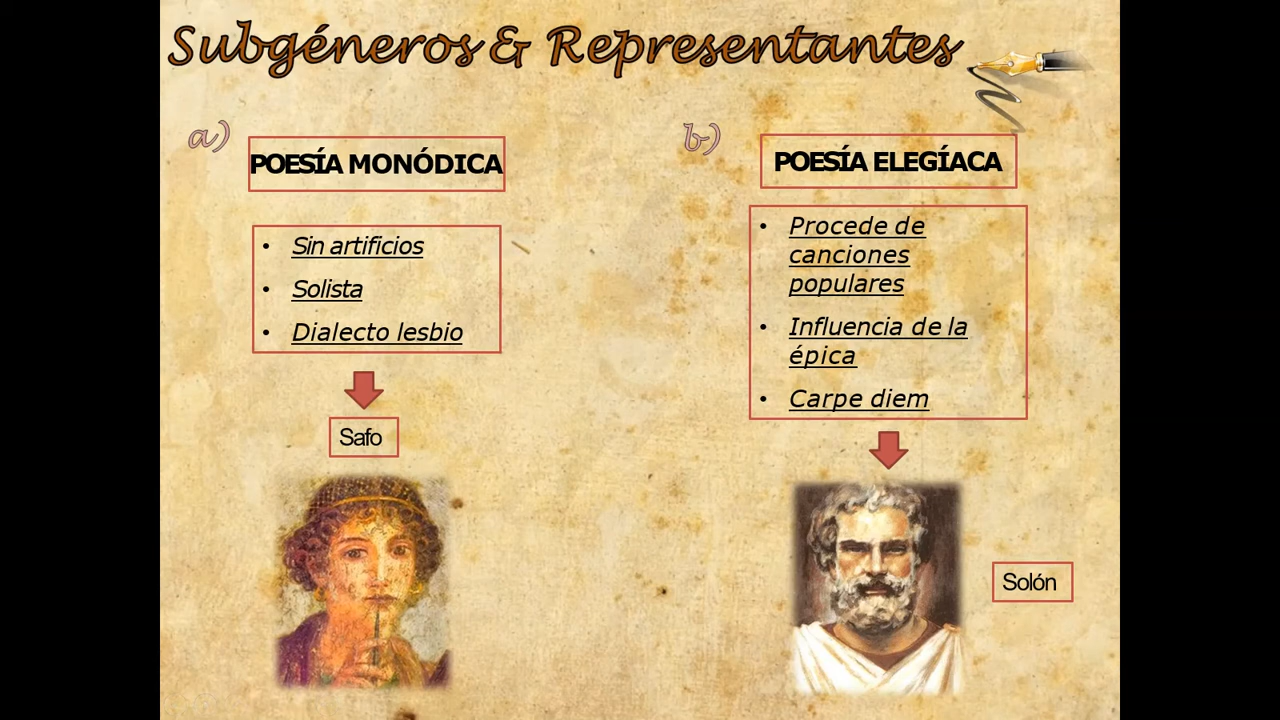 Subgéneros & Representantes
a)
POESÍA MONÓDICA
• Sin artificios
• Solista
• Dialecto lesbio
Safo
b)
POESÍA ELEGÍACA
• Procede de
canciones
populares
• Influencia de la
épica
• Carpe diem
Solón